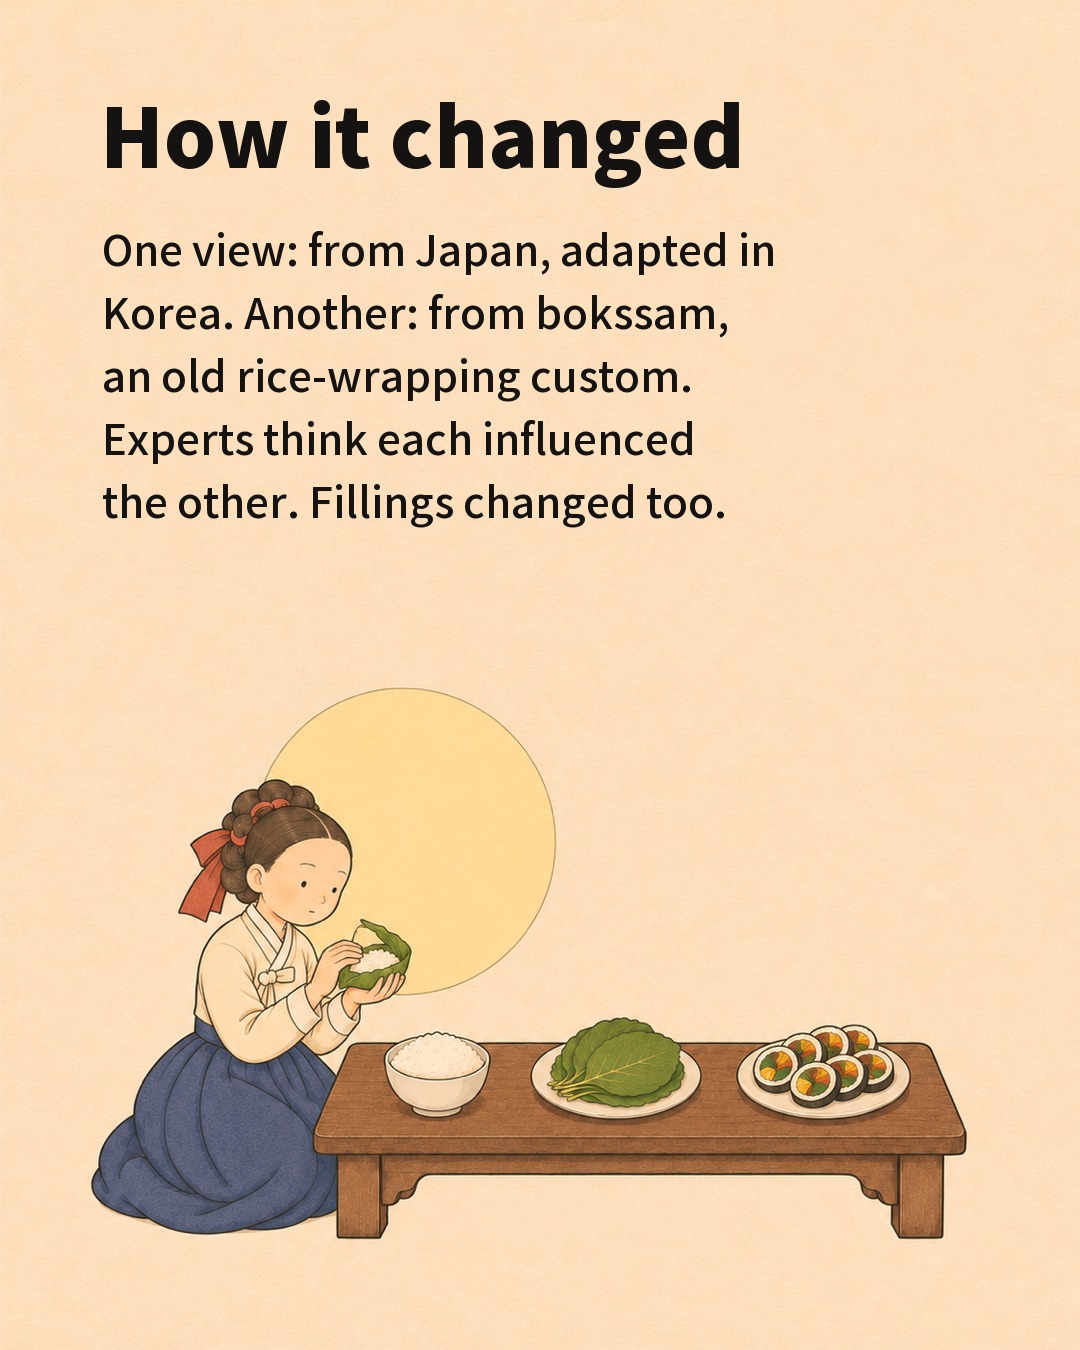 How it changed
One view: from Japan, adapted in
Korea. Another: from bokssam,
an old rice-wrapping custom.
Experts think each influenced
the other. Fillings changed too.